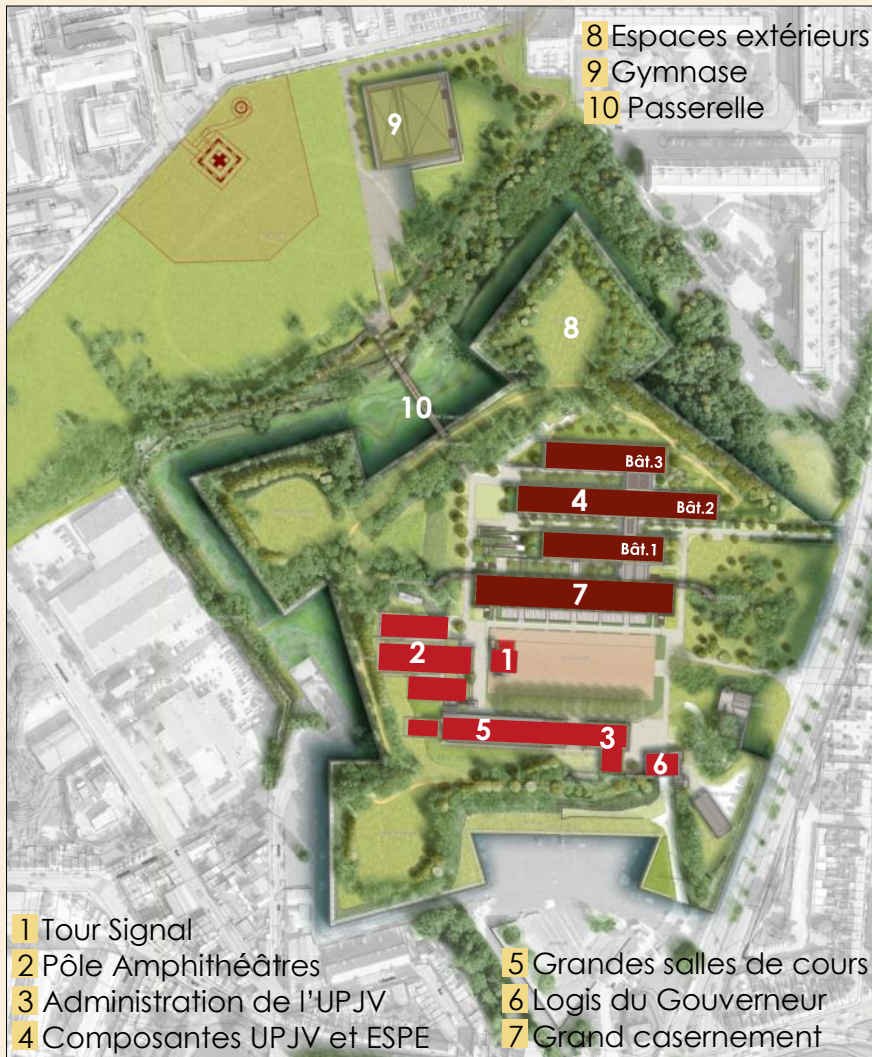 8 Espaces extérieurs
9 Gymnase
10 Passerelle
9
8
10
Bât.3
4
Bât.2
Bât.1
7
2
1
5
3
6
1 Tour Signal
2 Pôle Amphithéâtres
3 Administration de l'UPJV
4 Composantes UPJV et ESPE
5 Grandes salles de cours
6 Logis du Gouverneur
7 Grand casernement